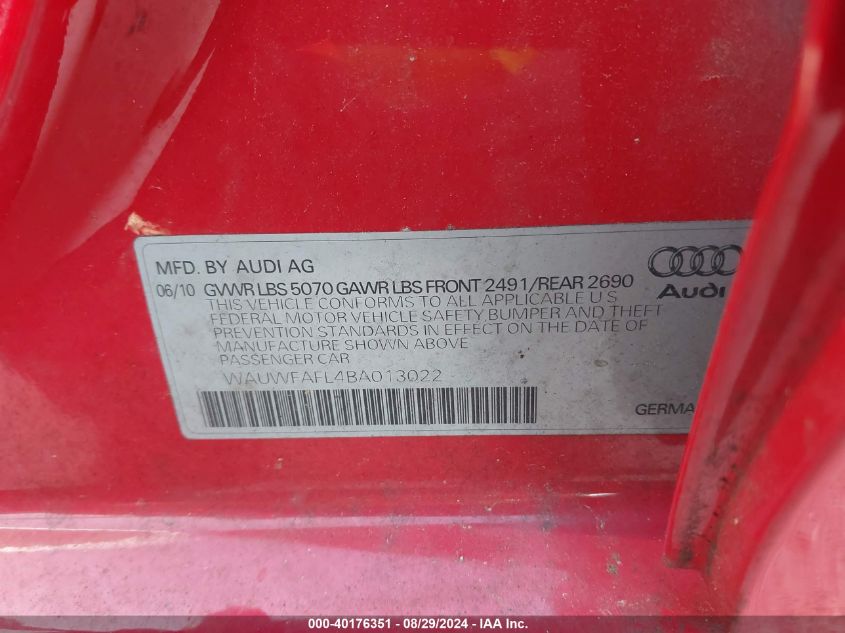 MFD. BY AUDI AG
06/10 GVWR LBS 5070 GAWR LBS FRONT 2491/REAR 2690
THIS VEHICLE CONFORMS TO ALL APPLICABLE U S
FEDERAL MOTOR VEHICLE SAFETY, BUMPER AND THEFT
PREVENTION STANDARDS IN EFFECT ON THE DATE OF
MANUFACTURE SHOWN ABOVE
PASSENGER CAR
WAUWFAFL4BA013022
Audi
GERMA
000-40176351 - 08/29/2024 - IAA Inc.